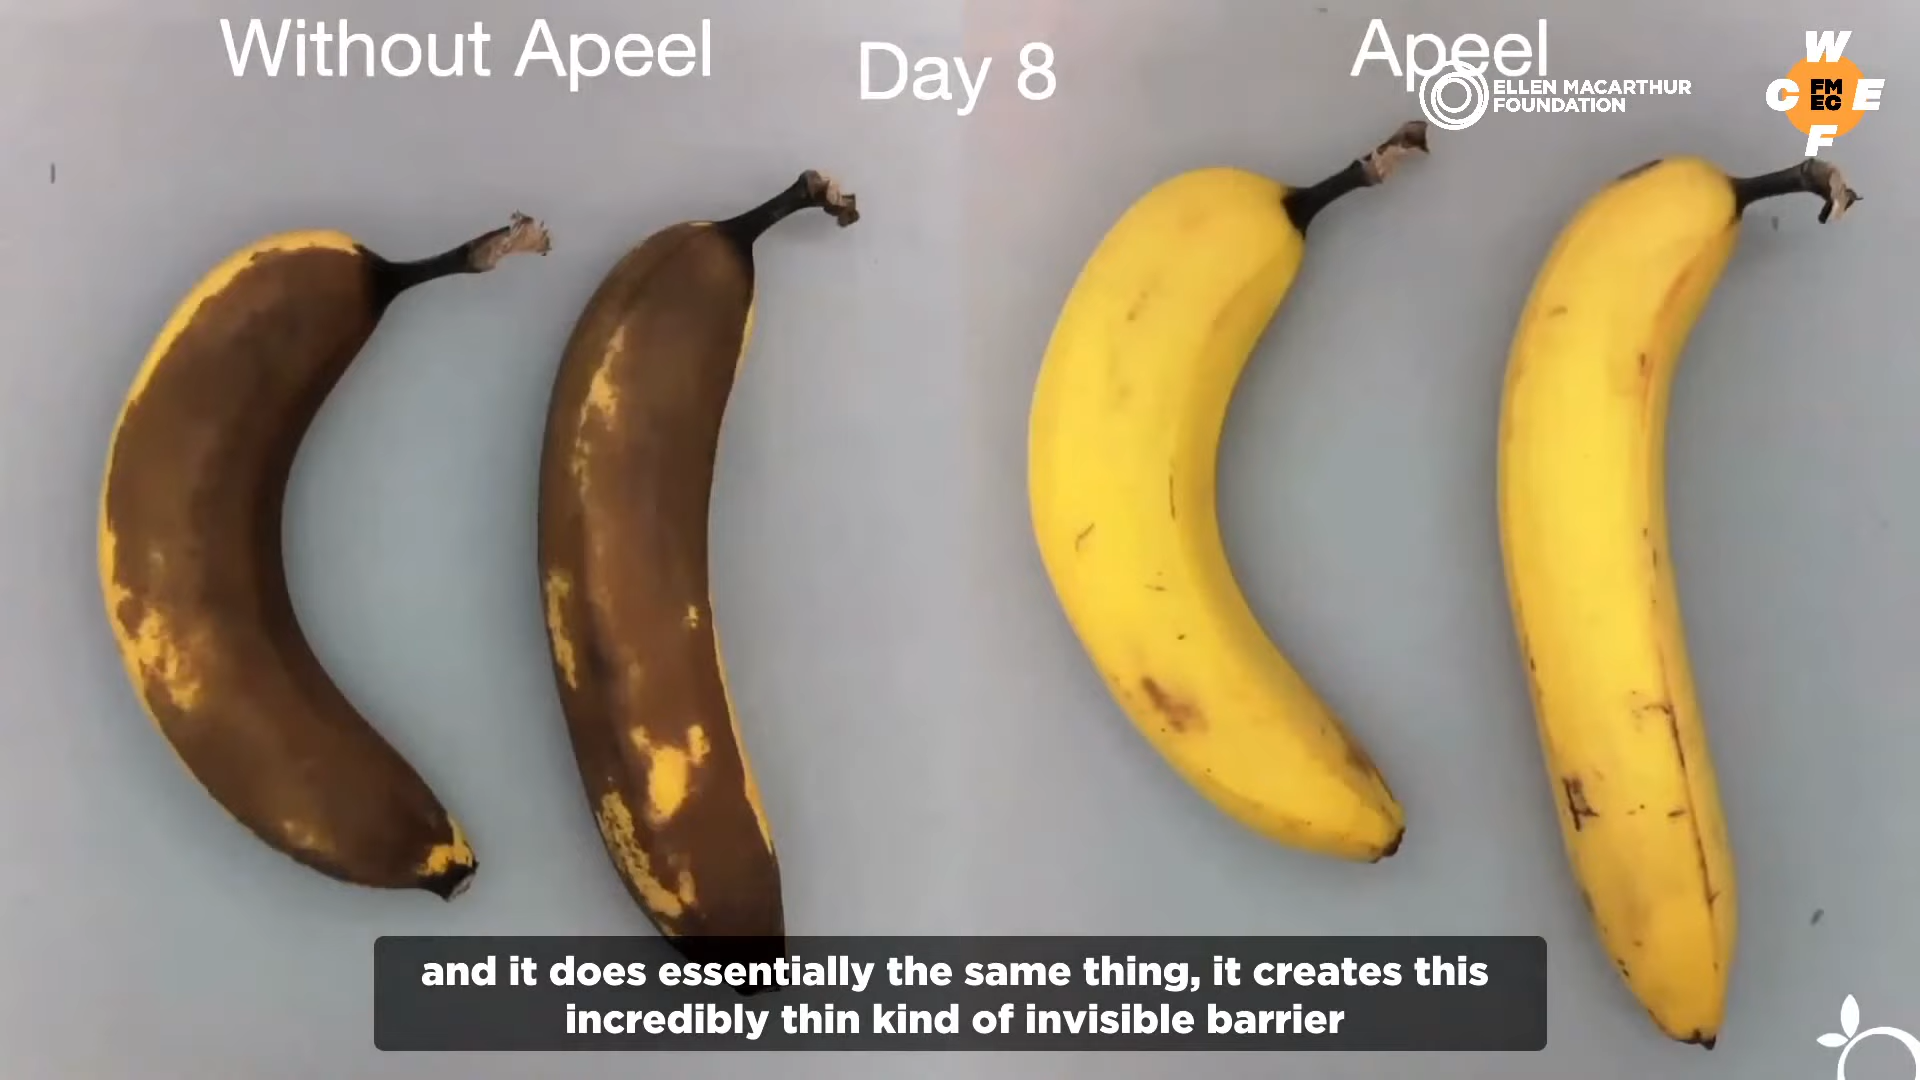 Without Apeel
Day 8
Apeel
ELLEN MACARTHUR
FOUNDATION
W
C FM E
EC
F
and it does essentially the same thing, it creates this
incredibly thin kind of invisible barrier